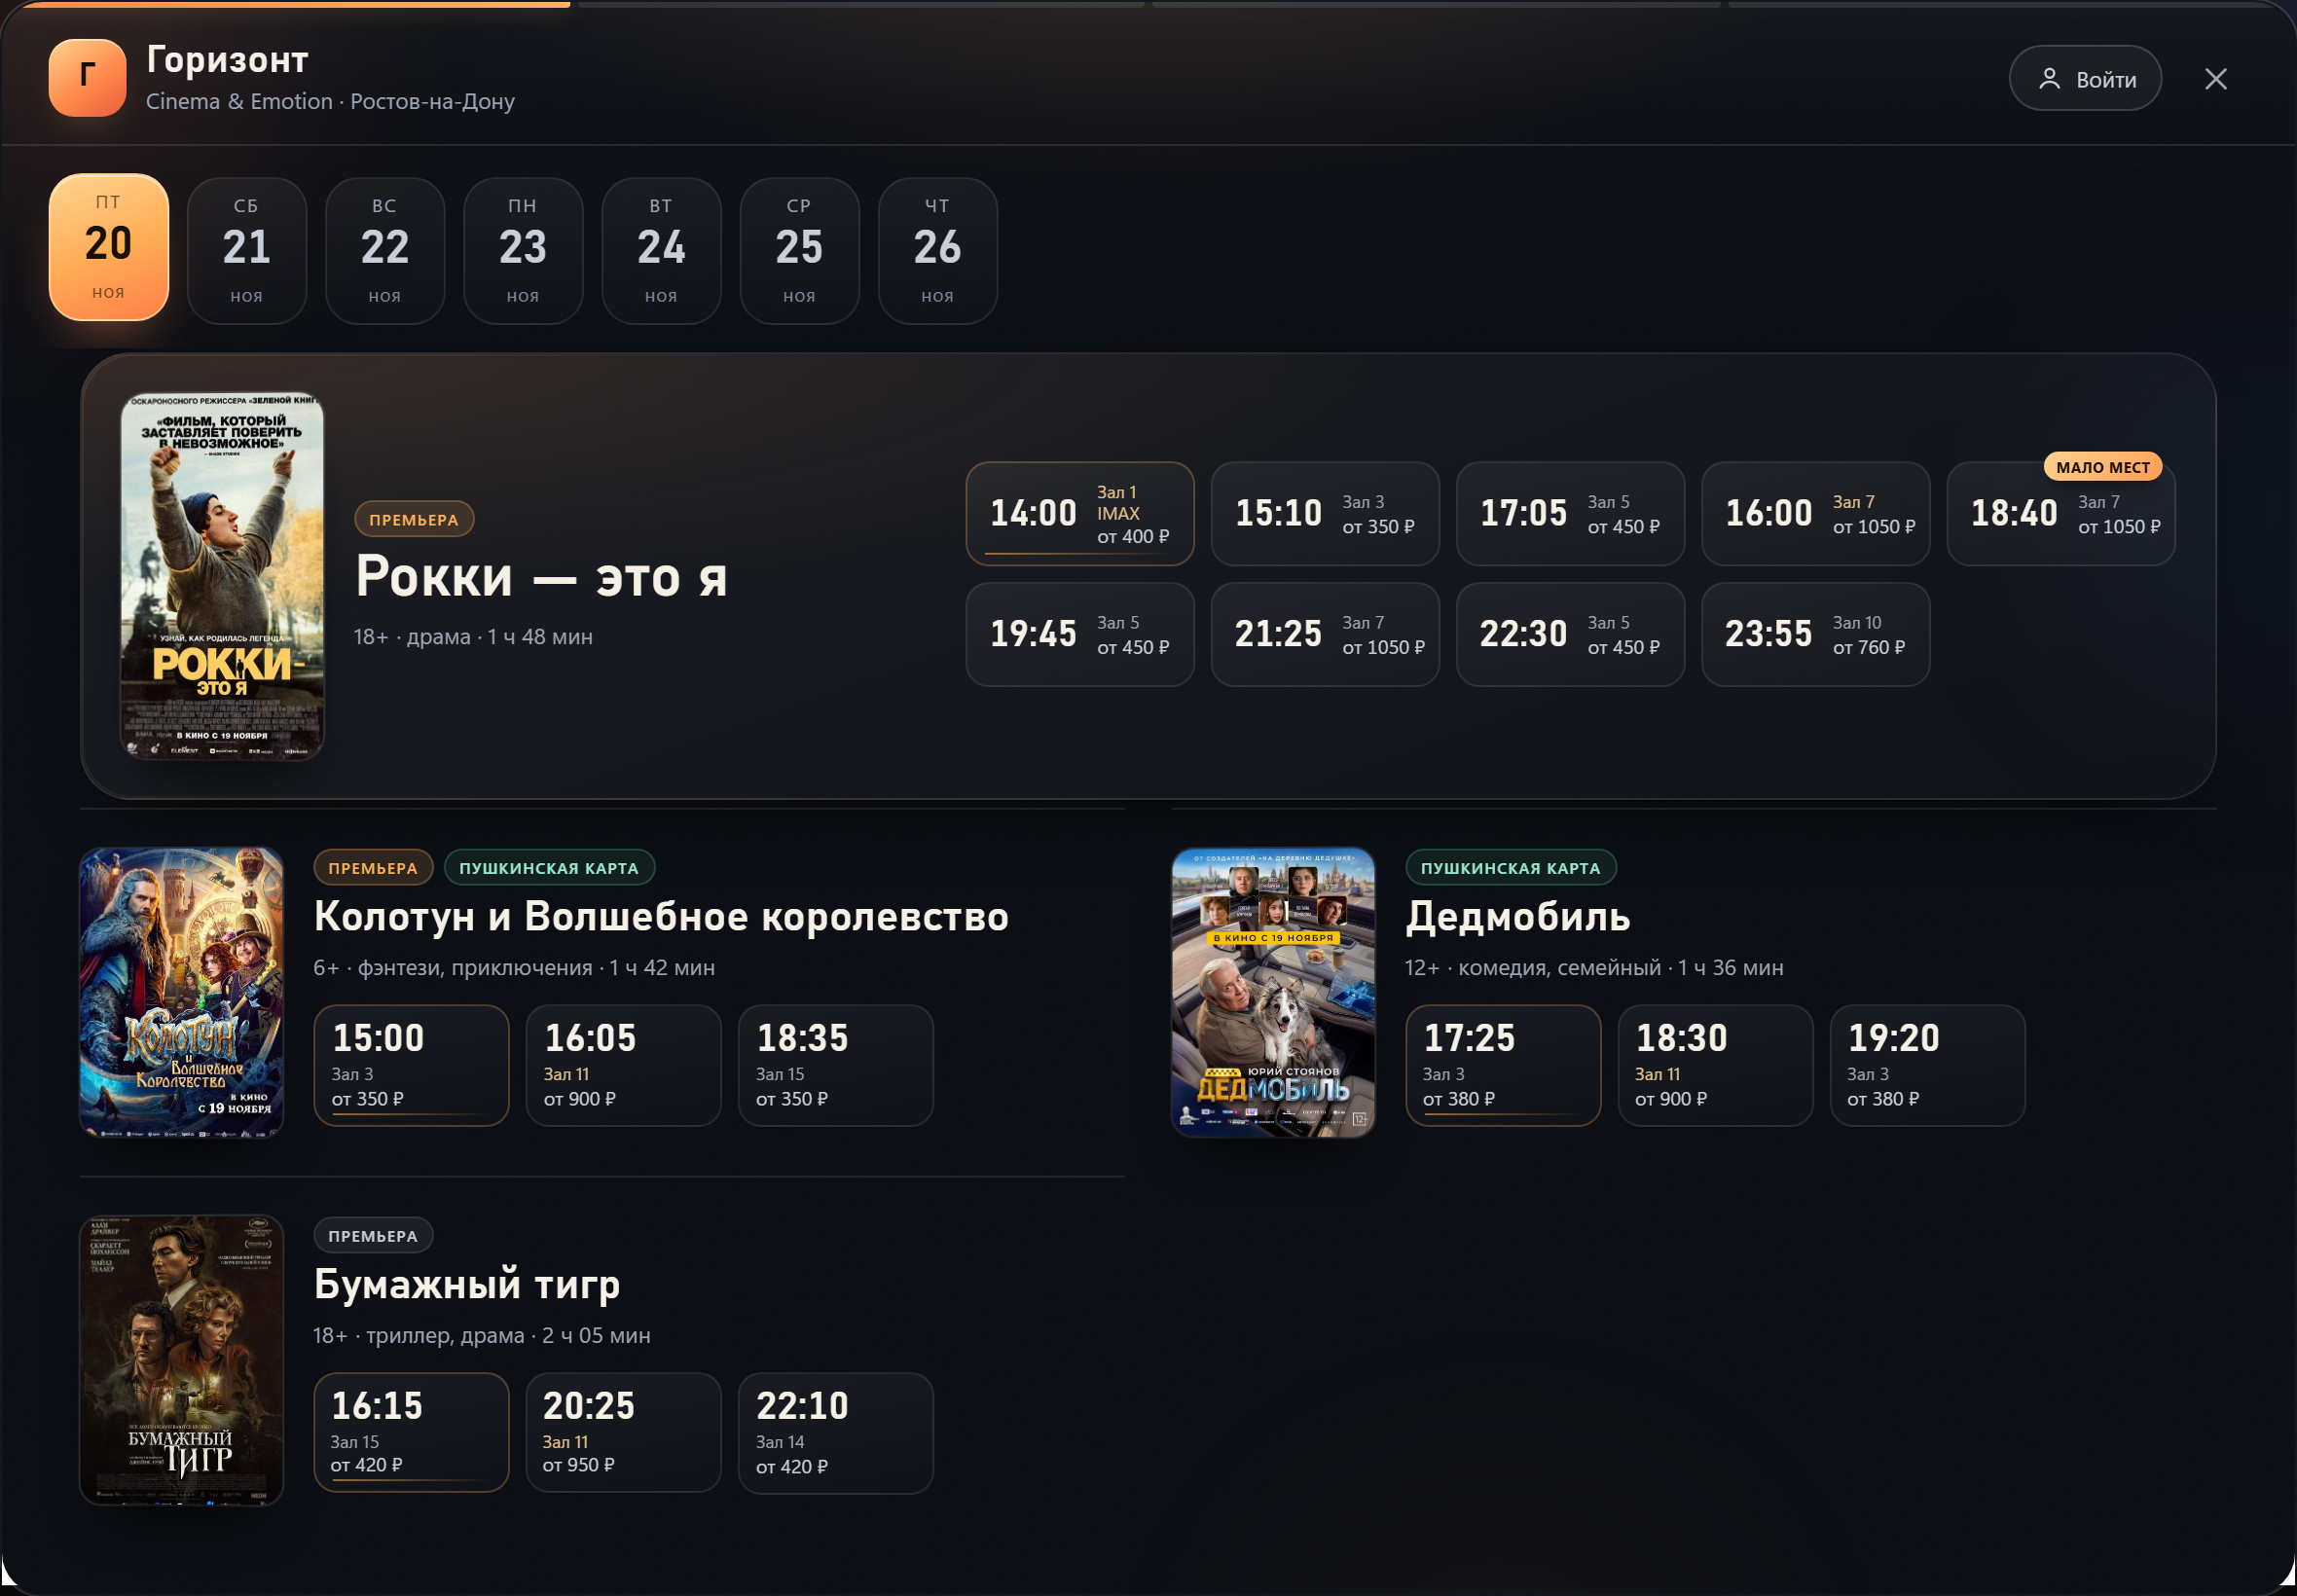 Г
Горизонт
Cinema & Emotion · Ростов-на-Дону
Войти
ПТ
20
НОЯ
СБ
21
НОЯ
ВС
22
НОЯ
ПН
23
НОЯ
ВТ
24
НОЯ
СР
25
НОЯ
ЧТ
26
НОЯ
ОСКАРОНОСНОГО РЕЖИССЕРА «ЗЕЛЕНОЙ КНИГ
«ФИЛЬМ, КОТОРЫЙ
ЗАСТАВЛЯЕТ ПОВЕРИТЬ
В НЕВОЗМОЖНОЕ»
УЗНАЙ, КАК РОДИЛАСЬ ЛЕГЕНДА
РОККИ-
ЭТО Я
В КИНО С 19 НОЯБРЯ
ПРЕМЬЕРА
Рокки — это я
18+ · драма · 1 ч 48 мин
14:00
Зал 1
IMAX
от 400 ₽
15:10
Зал 3
от 350 ₽
17:05
Зал 5
от 450 ₽
16:00
Зал 7
от 1050 ₽
МАЛО МЕСТ
18:40
Зал 7
от 1050 ₽
19:45
Зал 5
от 450 ₽
21:25
Зал 7
от 1050 ₽
22:30
Зал 5
от 450 ₽
23:55
Зал 10
от 760 ₽
КОЛОТУН
и
Волшебное
Королевство
В КИНО
С 19 НОЯБРЯ
ПРЕМЬЕРА
ПУШКИНСКАЯ КАРТА
Колотун и Волшебное королевство
6+ · фэнтези, приключения · 1 ч 42 мин
15:00
Зал 3
от 350 ₽
16:05
Зал 11
от 900 ₽
18:35
Зал 15
от 350 ₽
ОТ СОЗДАТЕЛЕЙ «НА ДЕРЕВНЮ ДЕДУШКЕ»
В КИНО С 19 НОЯБРЯ
ЮРИЙ СТОЯНОВ
ДЕДМОБИЛЬ
12+
ПУШКИНСКАЯ КАРТА
Дедмобиль
12+ · комедия, семейный · 1 ч 36 мин
17:25
Зал 3
от 380 ₽
18:30
Зал 11
от 900 ₽
19:20
Зал 3
от 380 ₽
АДАМ
ДРАЙВЕР
СКАРЛЕТТ
ЙОХАНССОН
МАЙЛЗ
ТЕЛЛЕР
БУМАЖНЫЙ
ТИГР
ПРЕМЬЕРА
Бумажный тигр
18+ · триллер, драма · 2 ч 05 мин
16:15
Зал 15
от 420 ₽
20:25
Зал 11
от 950 ₽
22:10
Зал 14
от 420 ₽